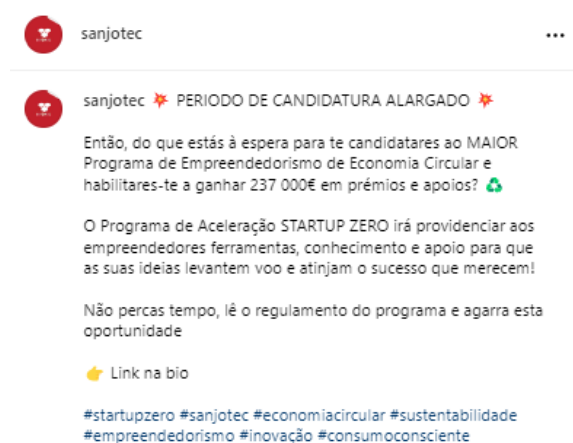 sanjotec
sanjotec 💥 PERIODO DE CANDIDATURA ALARGADO 💥
Então, do que estás à espera para te candidatares ao MAIOR
Programa de Empreendedorismo de Economia Circular e
habilitares-te a ganhar 237 000€ em prémios e apoios? ♻️
O Programa de Aceleração STARTUP ZERO irá providenciar aos
empreendedores ferramentas, conhecimento e apoio para que
as suas ideias levantem voo e atinjam o sucesso que merecem!
Não percas tempo, lê o regulamento do programa e agarra esta
oportunidade
👉 Link na bio
#startupzero #sanjotec #economiacircular #sustentabilidade
#empreendedorismo #inovação #consumoconsciente